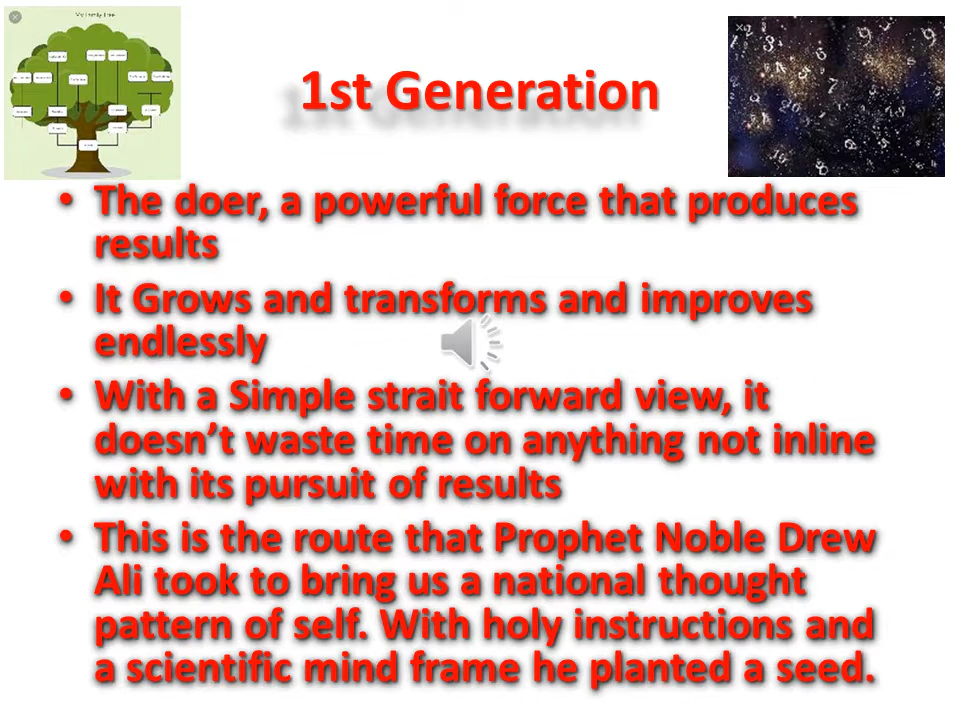 My Family Tree
1st Generation
• The doer, a powerful force that produces
results
• It Grows and transforms and improves
endlessly
• With a Simple strait forward view, it
doesn’t waste time on anything not inline
with its pursuit of results
• This is the route that Prophet Noble Drew
Ali took to bring us a national thought
pattern of self. With holy instructions and
a scientific mind frame he planted a seed.